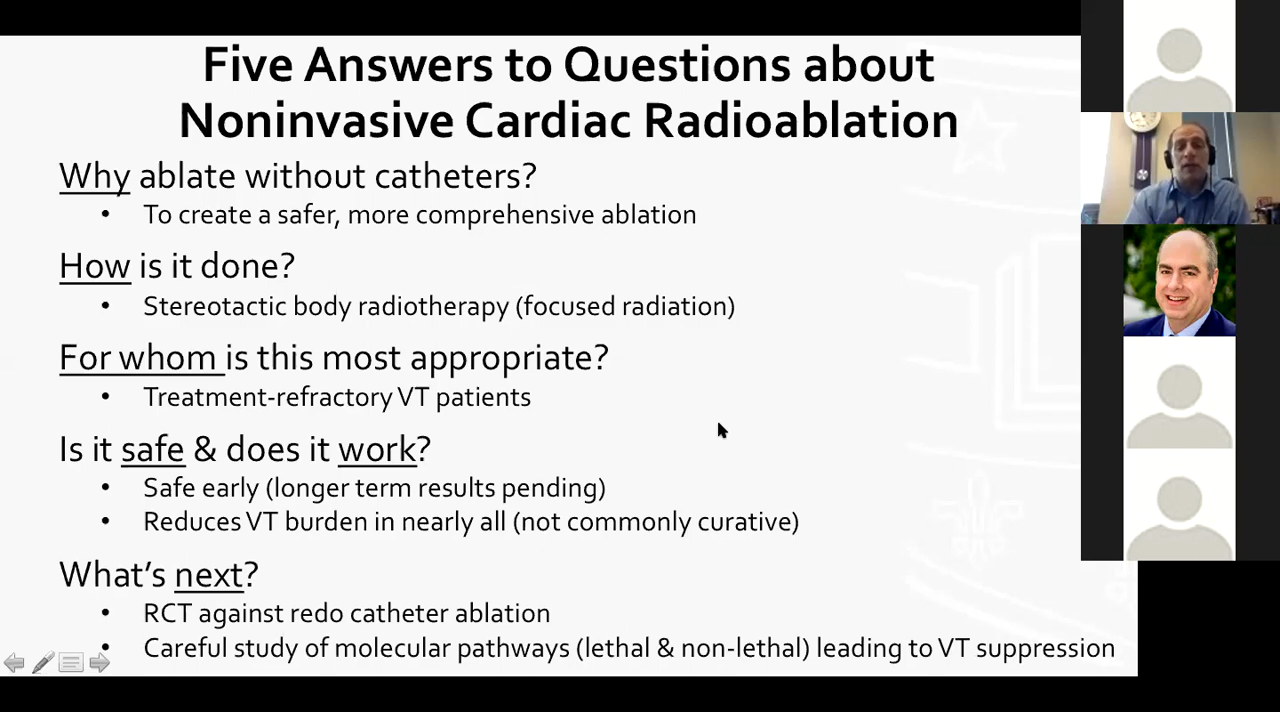 Five Answers to Questions about
Noninvasive Cardiac Radioablation
Why ablate without catheters?
• To create a safer, more comprehensive ablation
How is it done?
• Stereotactic body radiotherapy (focused radiation)
For whom is this most appropriate?
• Treatment-refractory VT patients
Is it safe & does it work?
• Safe early (longer term results pending)
• Reduces VT burden in nearly all (not commonly curative)
What's next?
• RCT against redo catheter ablation
• Careful study of molecular pathways (lethal & non-lethal) leading to VT suppression